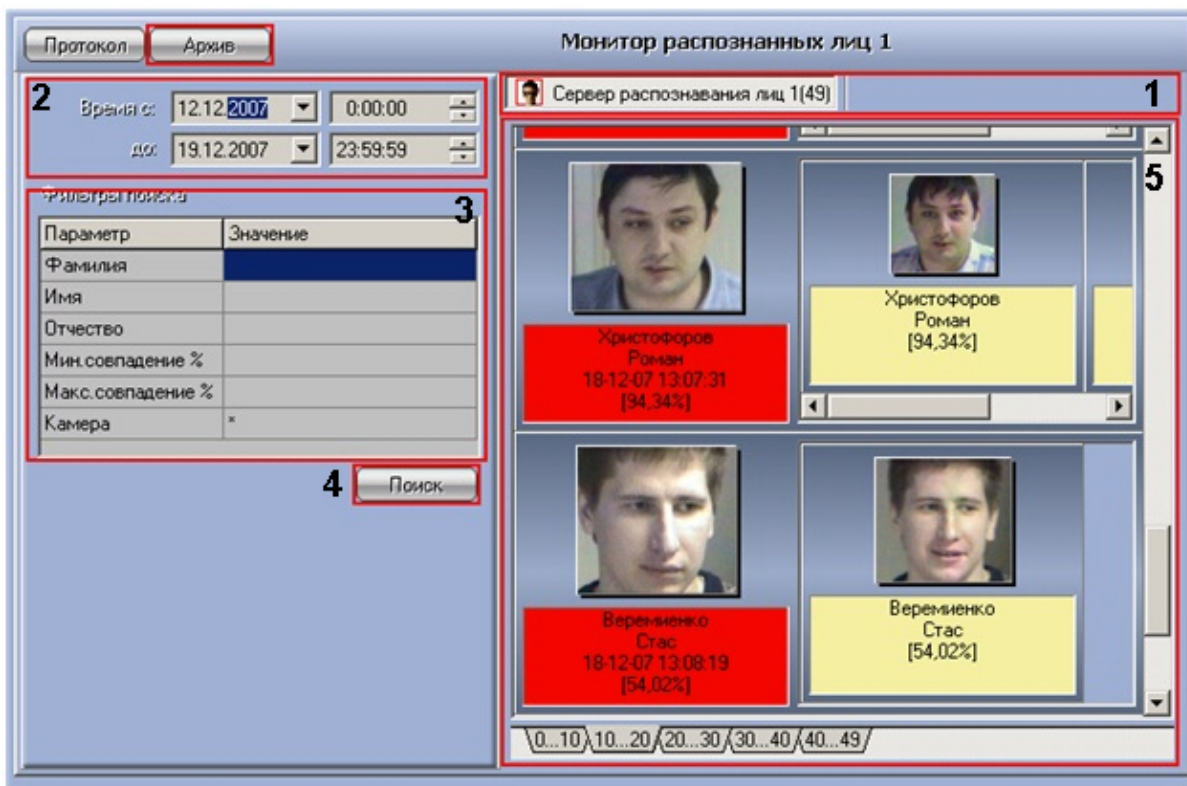 Протокол Архив Монитор распознанных лиц 1
Сервер распознавания лиц 1(49) 1
2
Время с: 12.12.2007 0:00:00
до: 19.12.2007 23:59:59
Фильтры поиска
3
Параметр Значение
Фамилия
Имя
Отчество
Мин.совпадение %
Макс.совпадение %
Камера *
4 Поиск
5
Христофоров
Роман
18-12-07 13:07:31
[94,34%]
Христофоров
Роман
[94,34%]
Веремиенко
Стас
18-12-07 13:08:19
[54,02%]
Веремиенко
Стас
[54,02%]
0...10 10...20 20...30 30...40 40...49